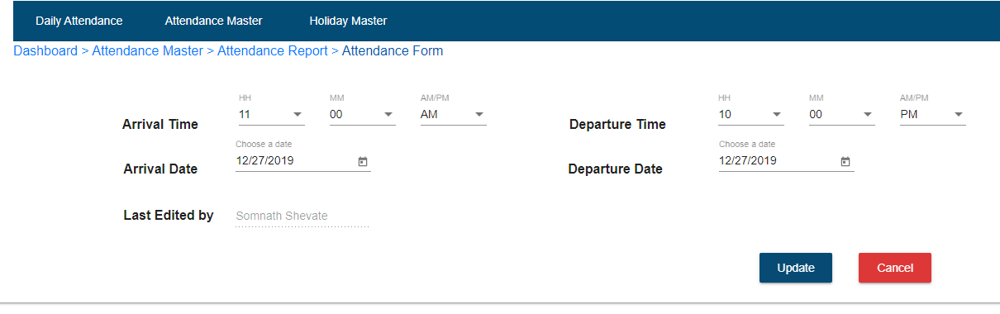 Daily Attendance Attendance Master Holiday Master
Dashboard > Attendance Master > Attendance Report > Attendance Form
HH MM AM/PM HH MM AM/PM
Arrival Time 11 00 AM Departure Time 10 00 PM
Choose a date Choose a date
Arrival Date 12/27/2019 Departure Date 12/27/2019
Last Edited by Somnath Shevate
Update Cancel